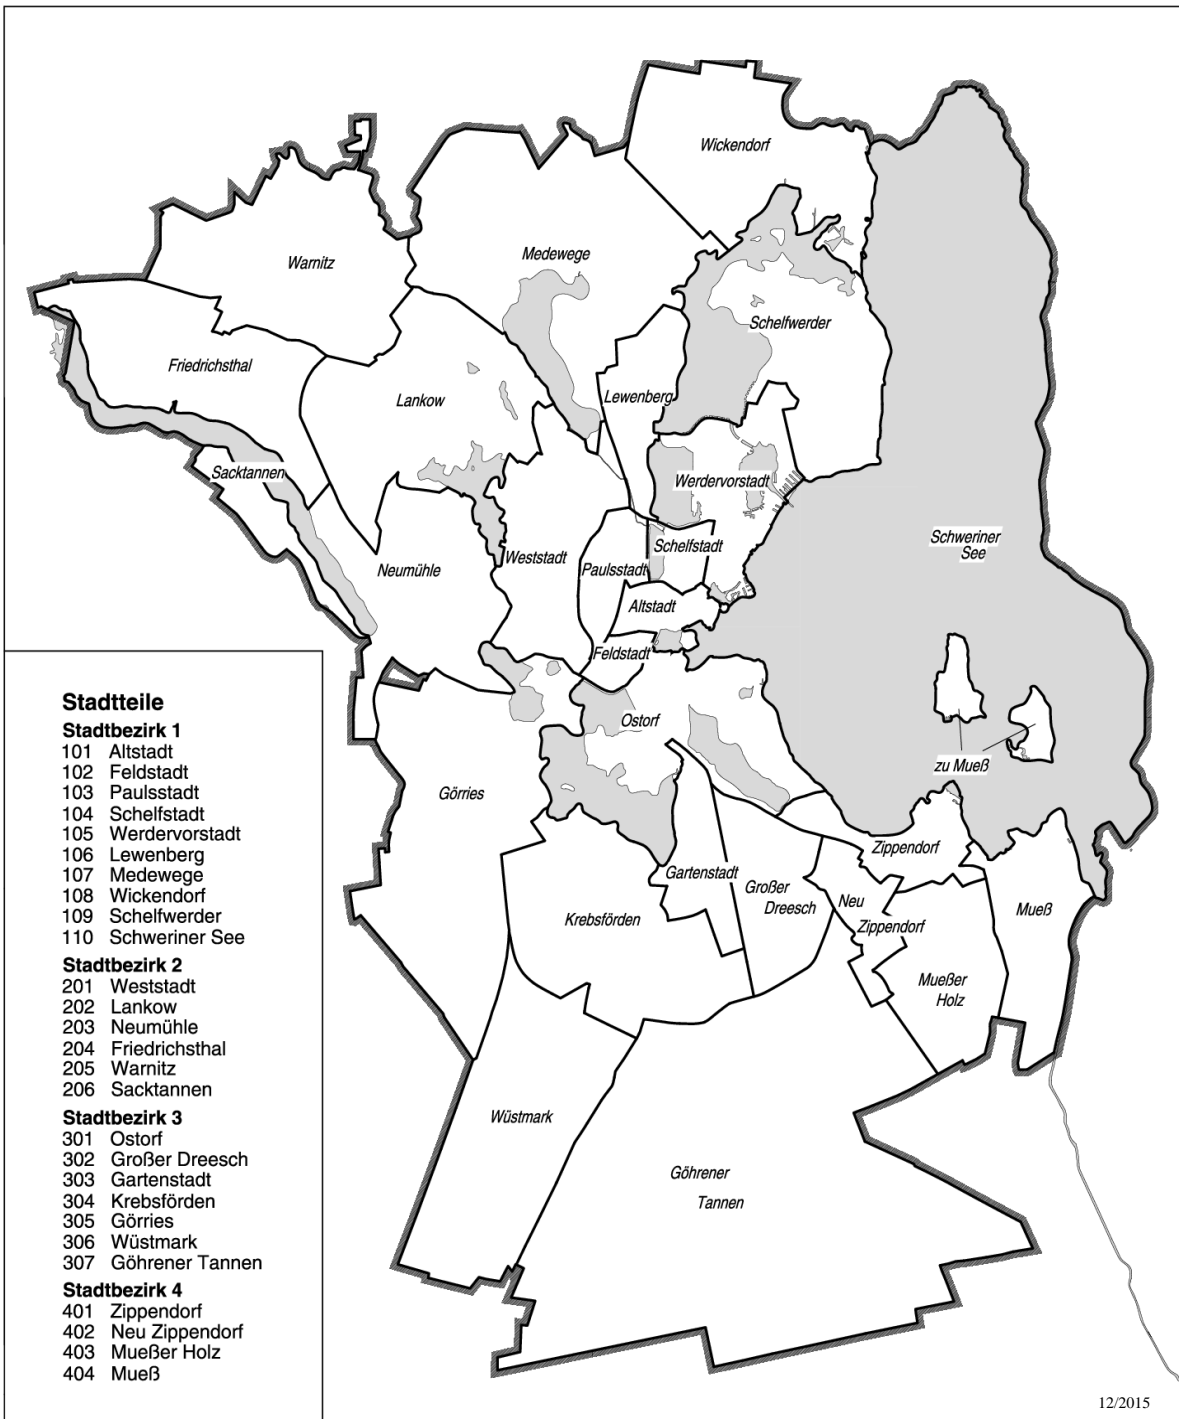 Wickendorf
Medewege
Warnitz
Schelfwerder
Friedrichsthal
Lankow
Lewenberg
Sacktannen
Werdervorstadt
Schweriner
See
Schelfstadt
Weststadt
Paulsstadt
Neumühle
Altstadt
Feldstadt
Ostorf
zu Mueß
Görries
Zippendorf
Gartenstadt
Großer
Dreesch
Neu
Zippendorf
Mueß
Krebsförden
Mueßer
Holz
Wüstmark
Göhrener
Tannen
Stadtteile
Stadtbezirk 1
101 Altstadt
102 Feldstadt
103 Paulsstadt
104 Schelfstadt
105 Werdervorstadt
106 Lewenberg
107 Medewege
108 Wickendorf
109 Schelfwerder
110 Schweriner See
Stadtbezirk 2
201 Weststadt
202 Lankow
203 Neumühle
204 Friedrichsthal
205 Warnitz
206 Sacktannen
Stadtbezirk 3
301 Ostorf
302 Großer Dreesch
303 Gartenstadt
304 Krebsförden
305 Görries
306 Wüstmark
307 Göhrener Tannen
Stadtbezirk 4
401 Zippendorf
402 Neu Zippendorf
403 Mueßer Holz
404 Mueß
12/2015